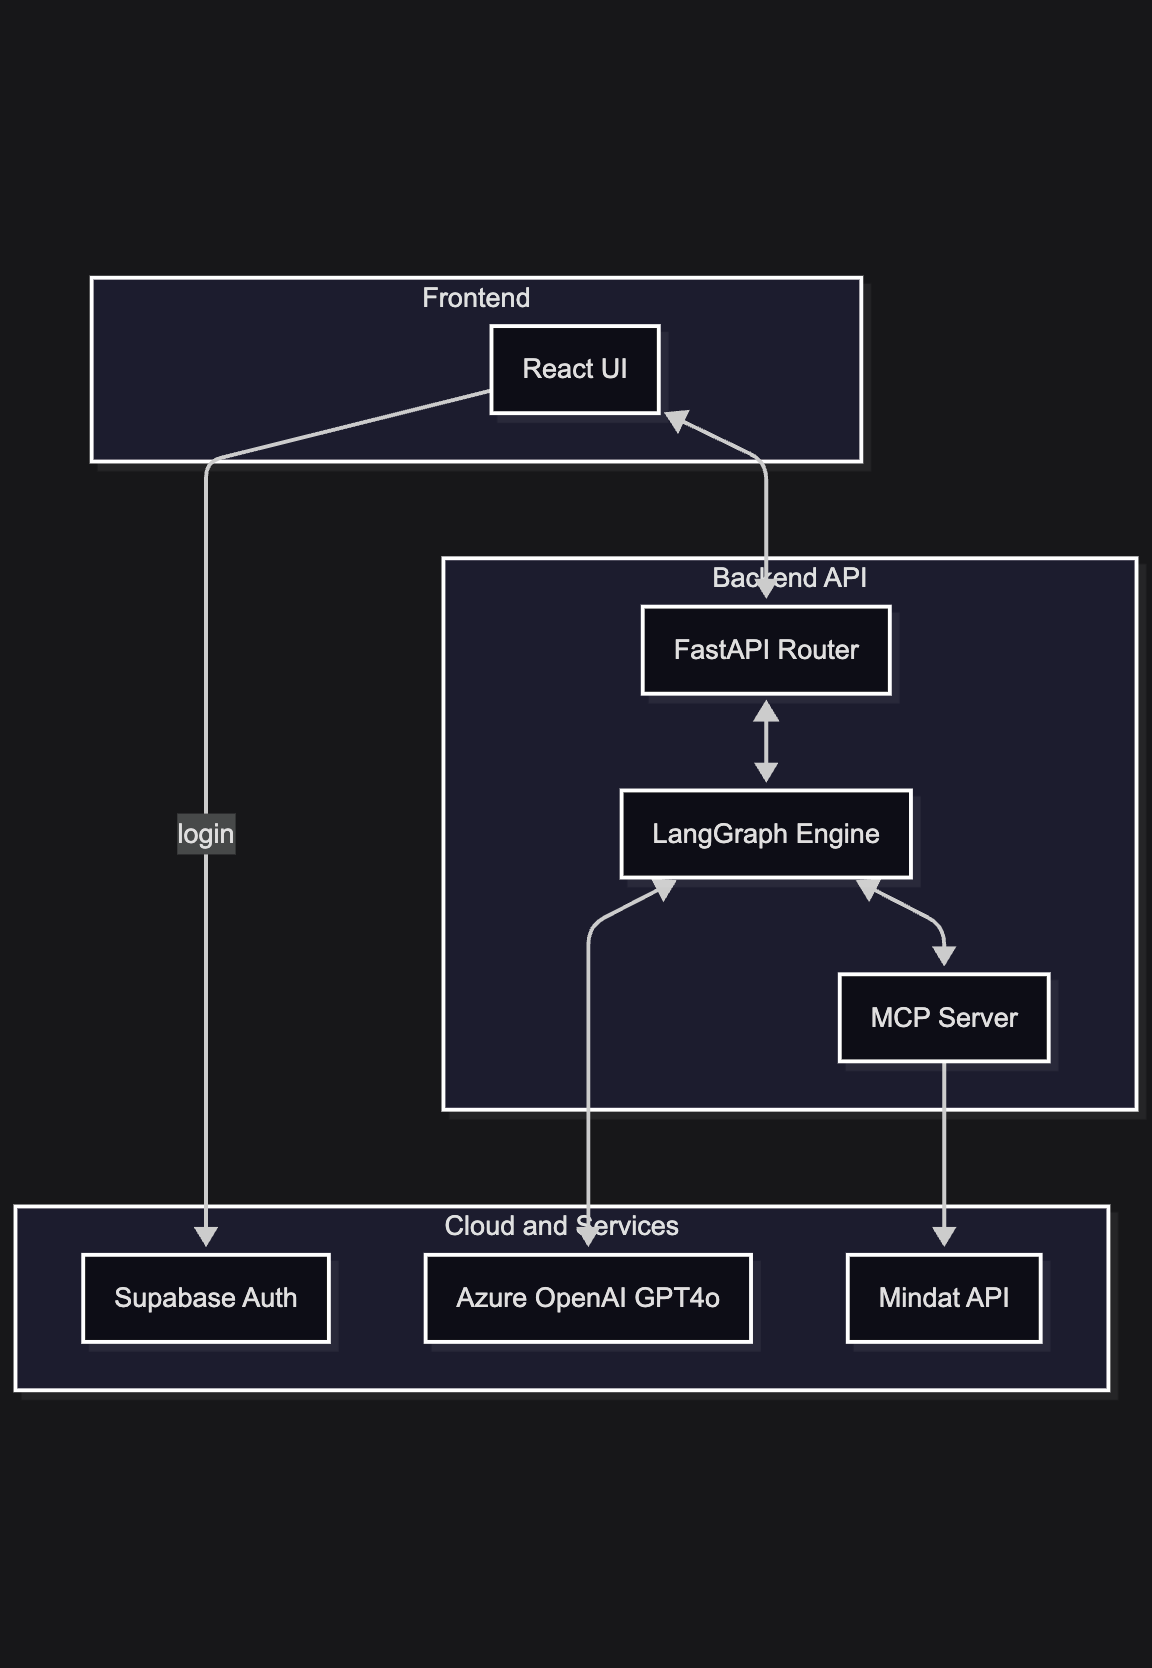 Frontend
React UI
Backend API
FastAPI Router
LangGraph Engine
login
MCP Server
Cloud and Services
Supabase Auth
Azure OpenAI GPT4o
Mindat API